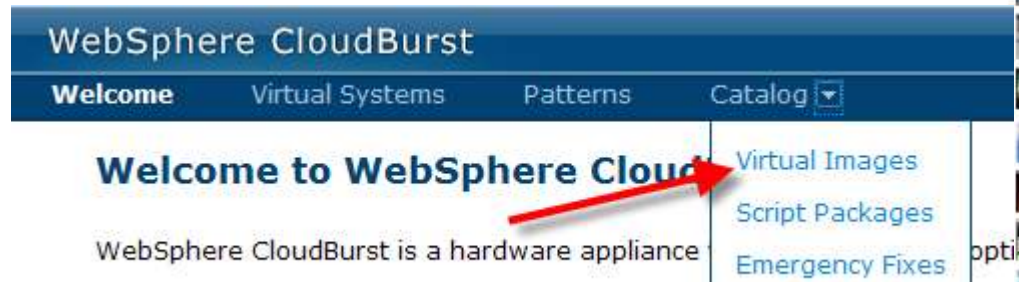 WebSphere CloudBurst
Welcome Virtual Systems Patterns Catalog
Virtual Images
Welcome to WebSphere
Script Packages
WebSphere CloudBurst is a hardware appliance
Emergency Fixes